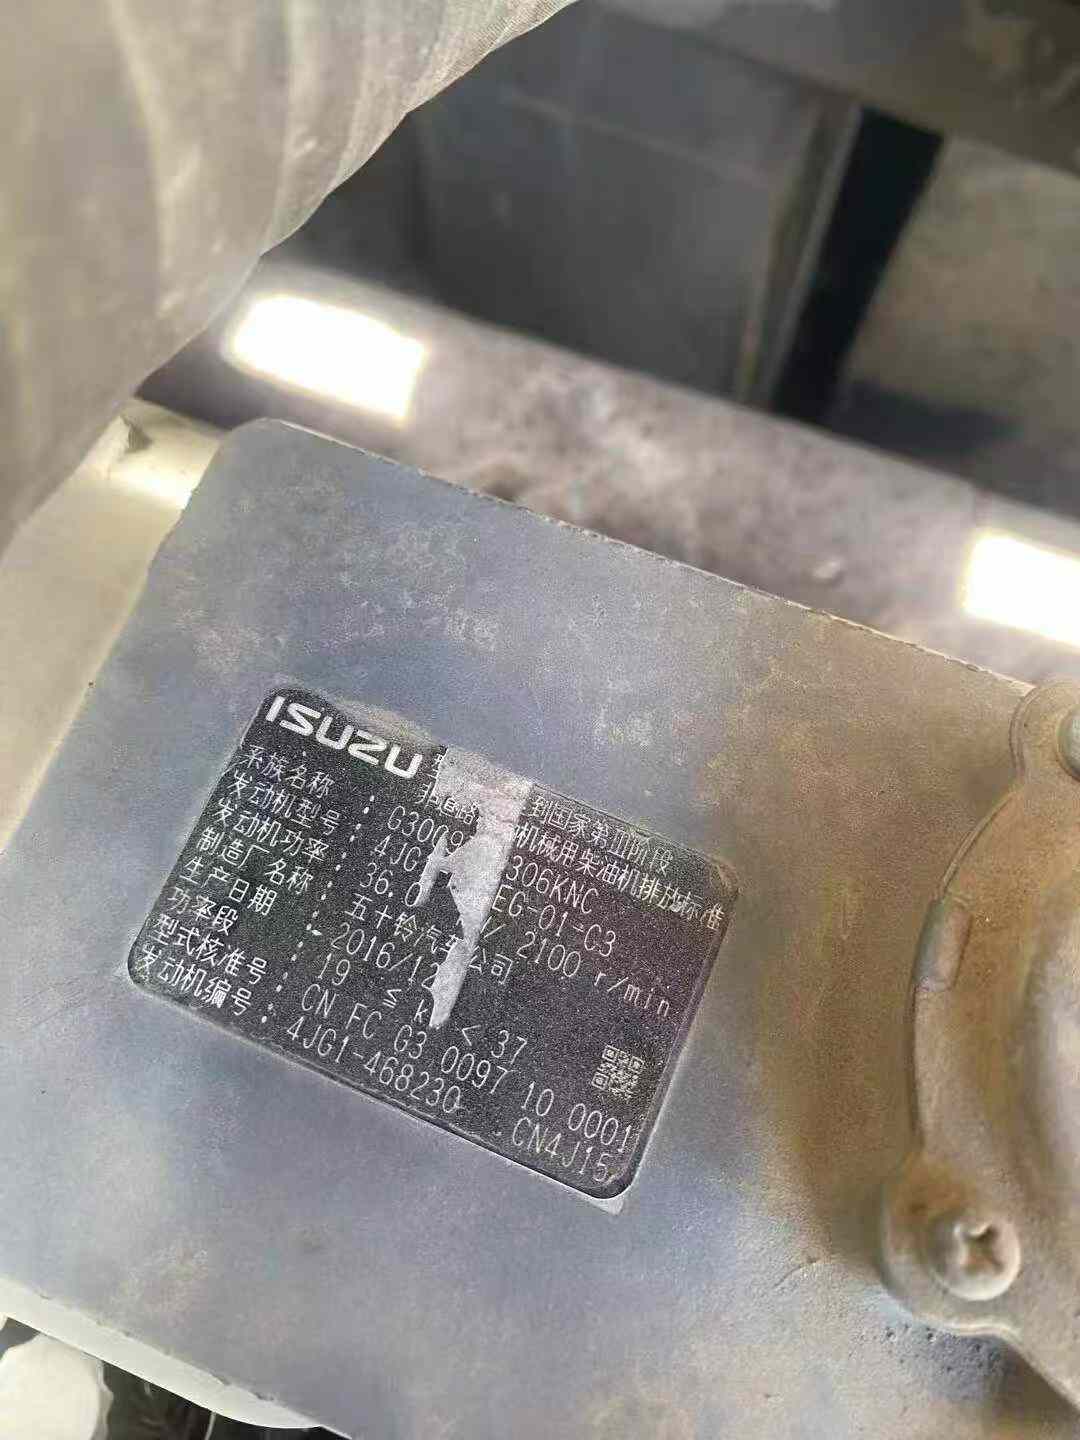 ISUZU
型 到国家第III阶段
非道路 机械用柴油机排放标准
系族名称 : G3009 306KNC
发动机型号 : 4JG EG-01-C3
发动机功率 : 36.0 / 2100 r/min
制造厂名称 : 五十铃汽车 公司
生产日期 : 2016/12
功率段 : 19 ≤ k < 37
型式核准号 : CN FC G3 0097 10 0001
发动机编号 : 4JG1-468230
CN4J15